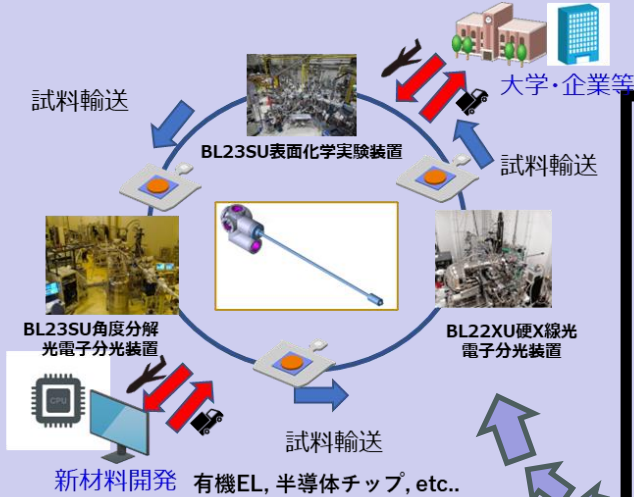 大学・企業等
試料輸送
BL23SU表面化学実験装置
試料輸送
BL23SU角度分解
光電子分光装置
BL22XU硬X線光
電子分光装置
CPU
試料輸送
新材料開発 有機EL, 半導体チップ, etc..